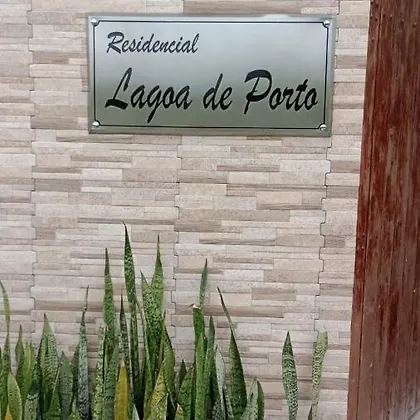 Residencial
Lagoa de Porto